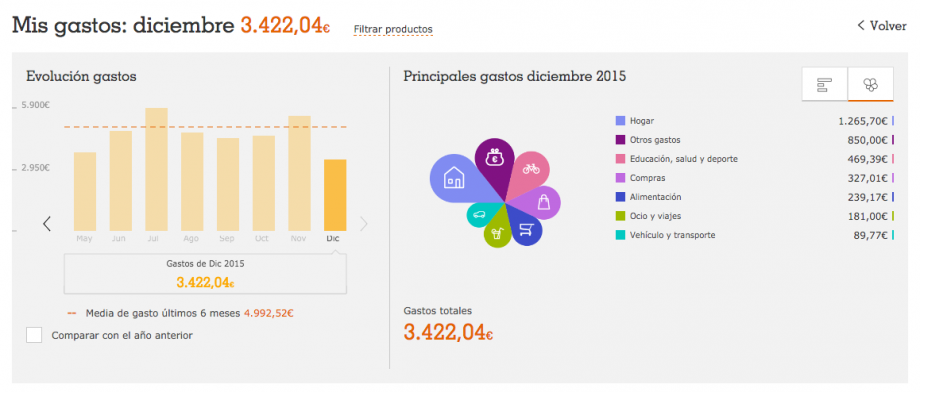 Mis gastos: diciembre 3.422,04€
Filtrar productos
Volver
Evolución gastos
5.900€
2.950€
May Jun Jul Ago Sep Oct Nov Dic
Gastos de Dic 2015
3.422,04€
Media de gasto últimos 6 meses 4.992,52€
Comparar con el año anterior
Principales gastos diciembre 2015
€
Hogar 1.265,70€
Otros gastos 850,00€
Educación, salud y deporte 469,39€
Compras 327,01€
Alimentación 239,17€
Ocio y viajes 181,00€
Vehículo y transporte 89,77€
Gastos totales
3.422,04€